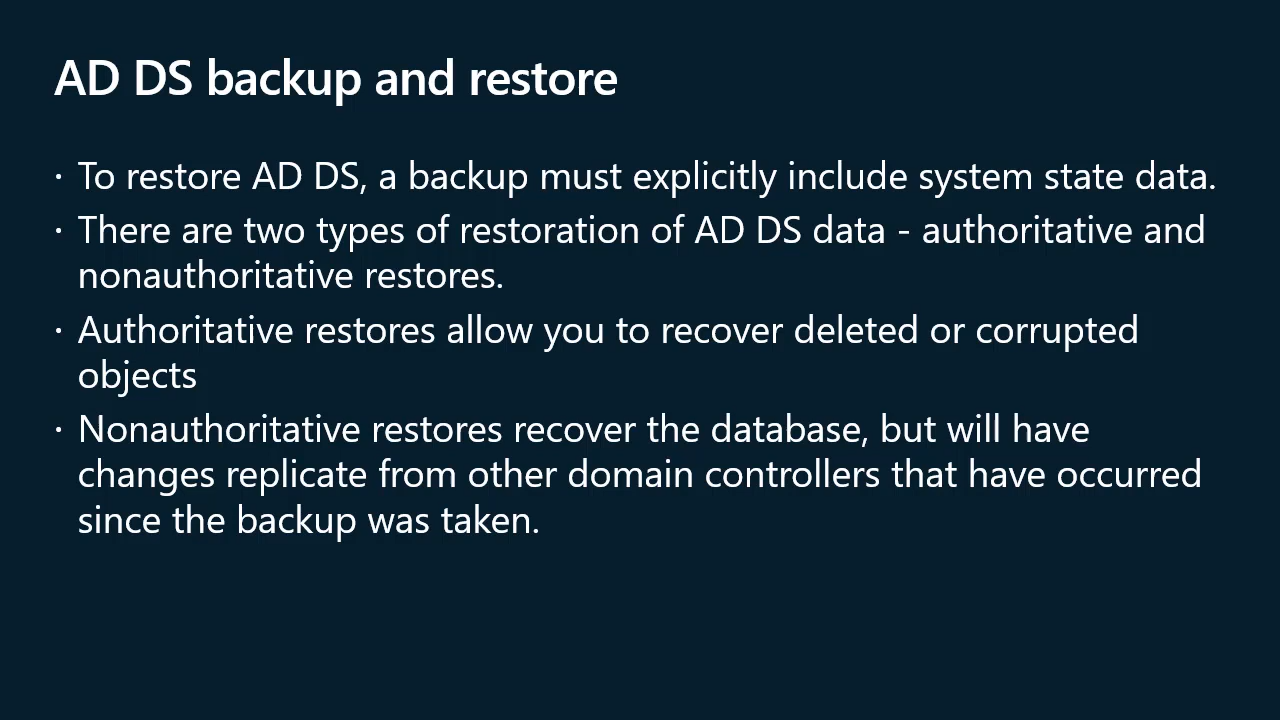 AD DS backup and restore
· To restore AD DS, a backup must explicitly include system state data.
· There are two types of restoration of AD DS data - authoritative and
nonauthoritative restores.
· Authoritative restores allow you to recover deleted or corrupted
objects
· Nonauthoritative restores recover the database, but will have
changes replicate from other domain controllers that have occurred
since the backup was taken.